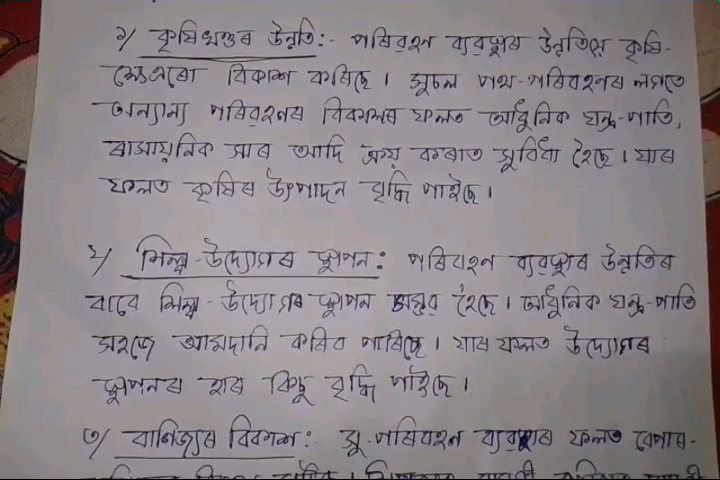 ১/ কৃষিখণ্ডৰ উন্নতি:- পৰিবহণ ব্যৱস্থাৰ উন্নতিয়ে কৃষি-
ক্ষেত্ৰৰো বিকাশ কৰিছে। সুচল পথ-পৰিবহণৰ লগতে
অন্যান্য পৰিবহণৰ বিকাশৰ ফলত আধুনিক যন্ত্ৰ-পাতি,
ৰাসায়নিক সাৰ আদি ক্ৰয় কৰাত সুবিধা হৈছে। যাৰ
ফলত কৃষিৰ উৎপাদন বৃদ্ধি পাইছে।
২/ শিল্প-উদ্যোগৰ স্থাপন: পৰিবহণ ব্যৱস্থাৰ উন্নতিৰ
বাবে শিল্প-উদ্যোগৰ স্থাপন সম্ভৱ হৈছে। আধুনিক যন্ত্ৰ-পাতি
সহজে আমদানি কৰিব পাৰিছে। যাৰ ফলত উদ্যোগৰ
স্থাপনৰ হাৰ কিছু বৃদ্ধি পাইছে।
৩/ বাণিজ্যৰ বিকাশ:- সু-পৰিবহণ ব্যৱস্থাৰ ফলত বেপাৰ-